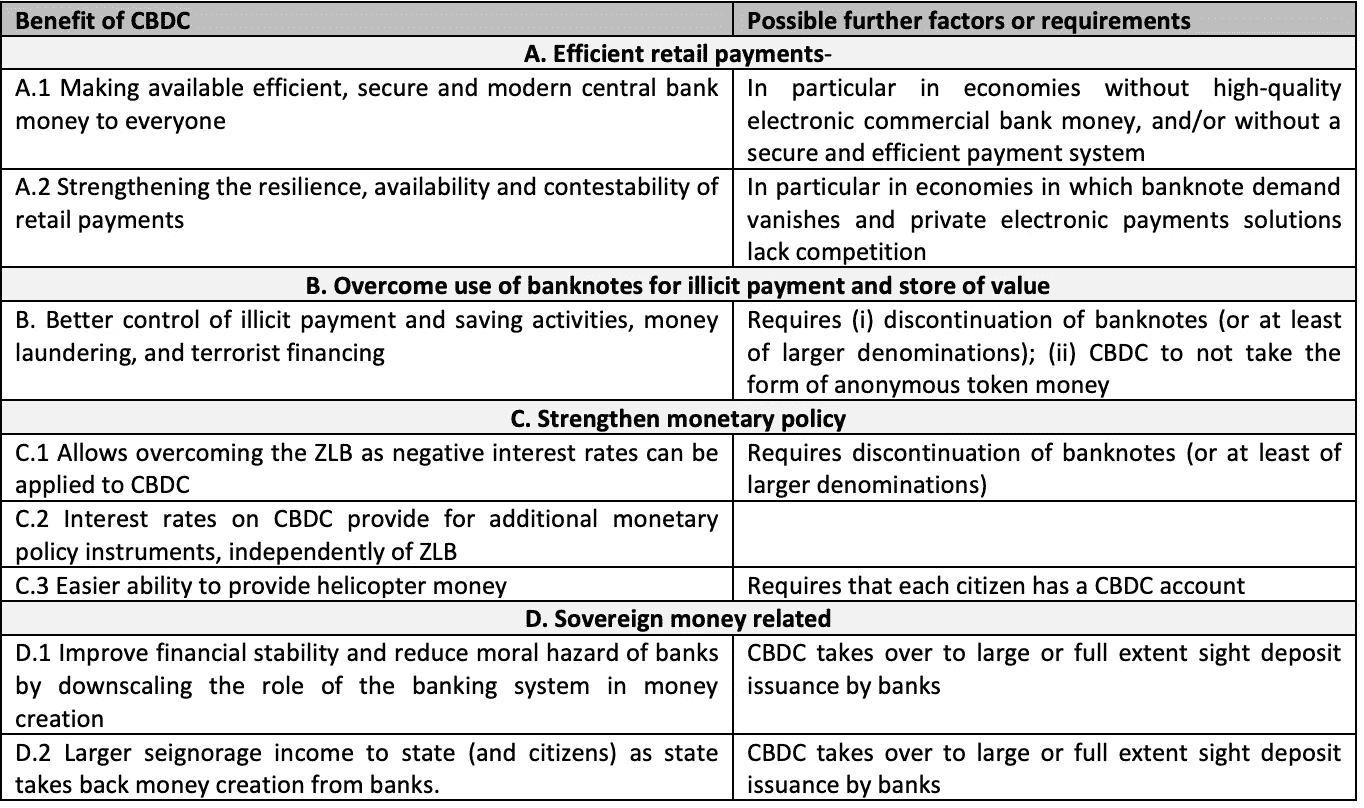 Benefit of CBDC
Possible further factors or requirements
A. Efficient retail payments-
A.1 Making available efficient, secure and modern central bank
money to everyone
In particular in economies without high-quality
electronic commercial bank money, and/or without a
secure and efficient payment system
A.2 Strengthening the resilience, availability and contestability of
retail payments
In particular in economies in which banknote demand
vanishes and private electronic payments solutions
lack competition
B. Overcome use of banknotes for illicit payment and store of value
B. Better control of illicit payment and saving activities, money
laundering, and terrorist financing
Requires (i) discontinuation of banknotes (or at least
of larger denominations); (ii) CBDC to not take the
form of anonymous token money
C. Strengthen monetary policy
C.1 Allows overcoming the ZLB as negative interest rates can be
applied to CBDC
Requires discontinuation of banknotes (or at least of
larger denominations)
C.2 Interest rates on CBDC provide for additional monetary
policy instruments, independently of ZLB
C.3 Easier ability to provide helicopter money
Requires that each citizen has a CBDC account
D. Sovereign money related
D.1 Improve financial stability and reduce moral hazard of banks
by downscaling the role of the banking system in money
creation
CBDC takes over to large or full extent sight deposit
issuance by banks
D.2 Larger seignorage income to state (and citizens) as state
takes back money creation from banks.
CBDC takes over to large or full extent sight deposit
issuance by banks